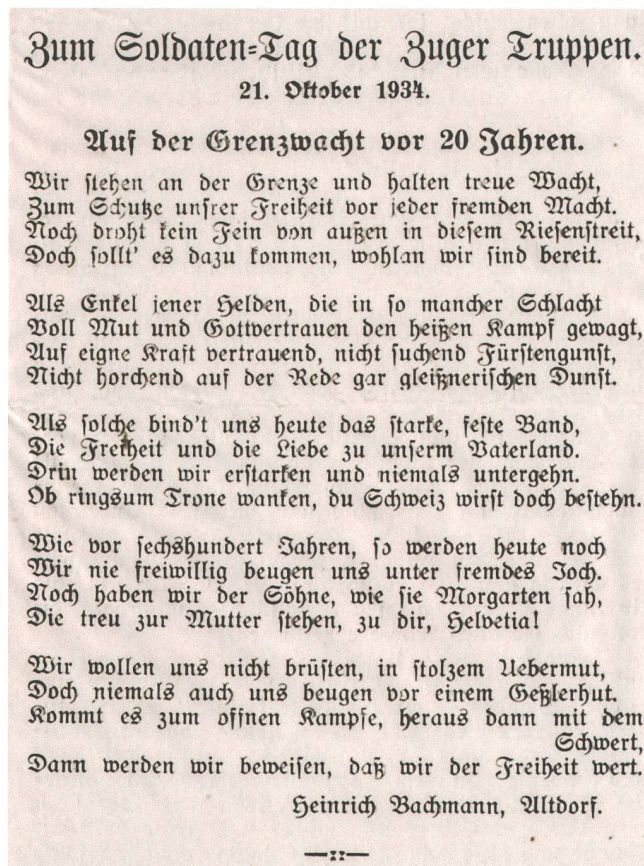 Zum Soldaten-Tag der Zuger Truppen.
21. Oktober 1934.
Auf der Grenzwacht vor 20 Jahren.
Wir stehen an der Grenze und halten treue Wacht,
Zum Schutze unsrer Freiheit vor jeder fremden Macht.
Noch droht kein Fein von außen in diesem Riesenstreit,
Doch sollt' es dazu kommen, wohlan wir sind bereit.
Als Enkel jener Helden, die in so mancher Schlacht
Voll Mut und Gottvertrauen den heißen Kampf gewagt,
Auf eigne Kraft vertrauend, nicht suchend Fürstengunst,
Nicht horchend auf der Rede gar gleißnerischen Dunst.
Als solche bind't uns heute das starke, feste Band,
Die Freiheit und die Liebe zu unserm Vaterland.
Drin werden wir erstarken und niemals untergehn.
Ob ringsum Trone wanken, du Schweiz wirst doch bestehn.
Wie vor sechshundert Jahren, so werden heute noch
Wir nie freiwillig beugen uns unter fremdes Joch.
Noch haben wir der Söhne, wie sie Morgarten sah,
Die treu zur Mutter stehen, zu dir, Helvetia!
Wir wollen uns nicht brüsten, in stolzem Uebermut,
Doch niemals auch uns beugen vor einem Geßlerhut.
Kommt es zum offnen Kampfe, heraus dann mit dem
Schwert,
Dann werden wir beweisen, daß wir der Freiheit wert.
Heinrich Bachmann, Altdorf.